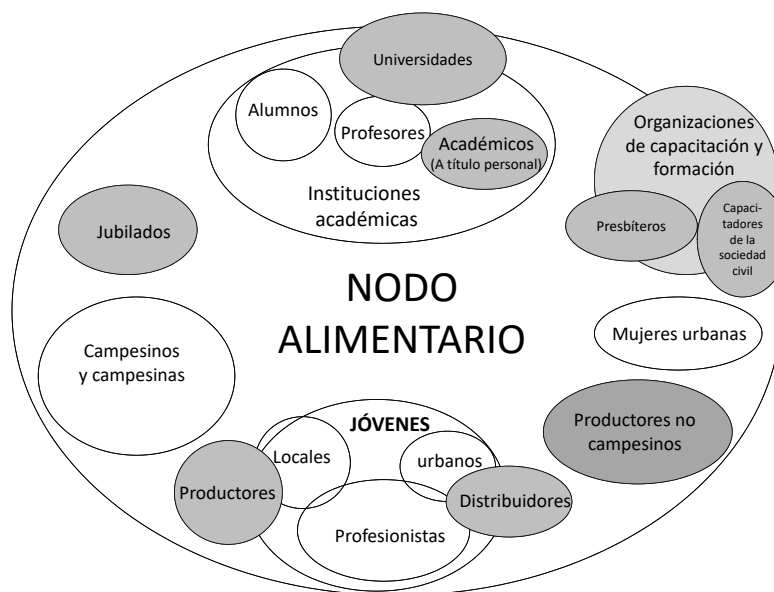 Universidades
Alumnos
Profesores
Académicos
(A título personal)
Instituciones
académicas
Organizaciones
de capacitación y
formación
Presbíteros
Capaci-
tadores
de la
sociedad
civil
Jubilados
NODO
ALIMENTARIO
Mujeres urbanas
Campesinos
y campesinas
Productores no
campesinos
JÓVENES
Locales
urbanos
Productores
Distribuidores
Profesionistas